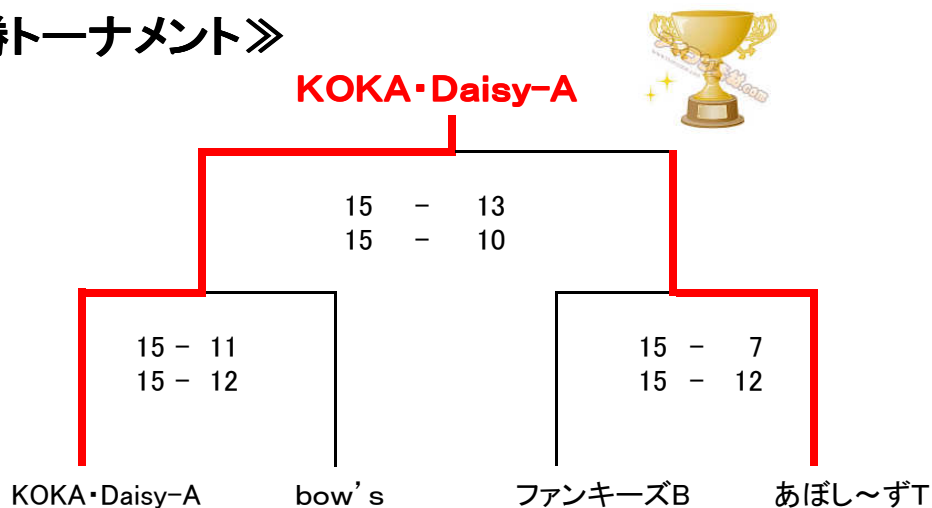 勝トーナメント≫
KOKA・Daisy-A
15 - 13
15 - 10
15 - 11
15 - 12
15 - 7
15 - 12
KOKA・Daisy-A
bow's
ファンキーズB
あぼし～ずT